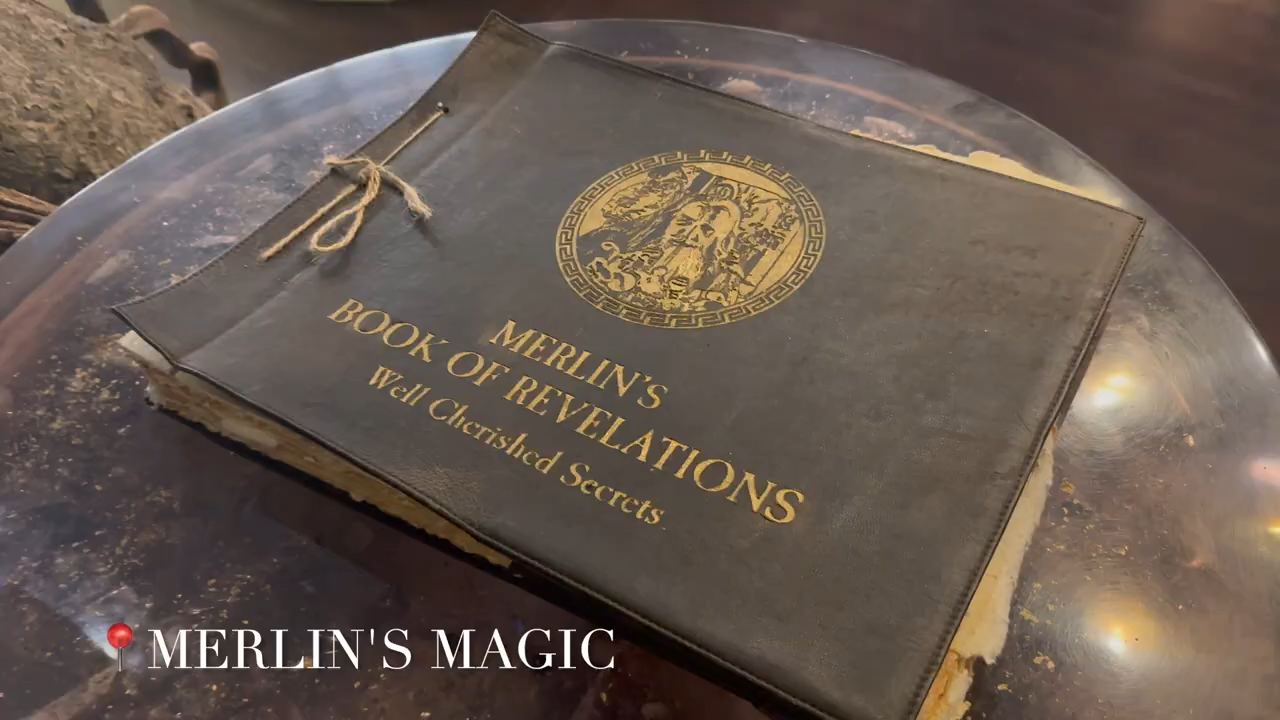 MERLIN'S
BOOK OF REVELATIONS
Well Cherished Secrets
📍MERLIN'S MAGIC